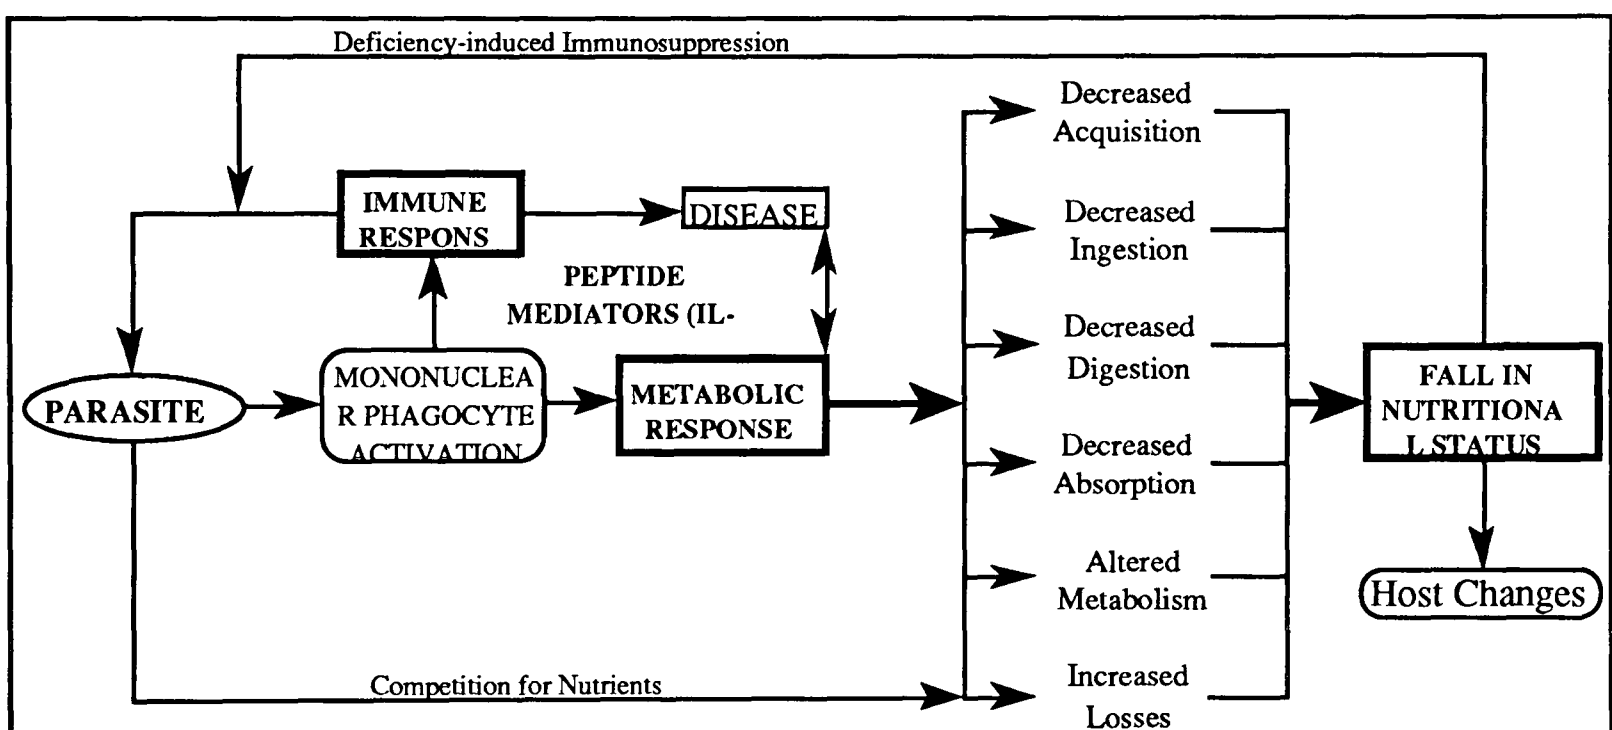 Deficiency-induced Immunosuppression
Decreased
Acquisition
IMMUNE
RESPONS
DISEASE
Decreased
Ingestion
PEPTIDE
MEDIATORS (IL-
Decreased
Digestion
PARASITE
MONONUCLEA
R PHAGOCYTE
ACTIVATION
METABOLIC
RESPONSE
FALL IN
NUTRITIONA
L STATUS
Decreased
Absorption
Altered
Metabolism
Host Changes
Competition for Nutrients
Increased
Losses